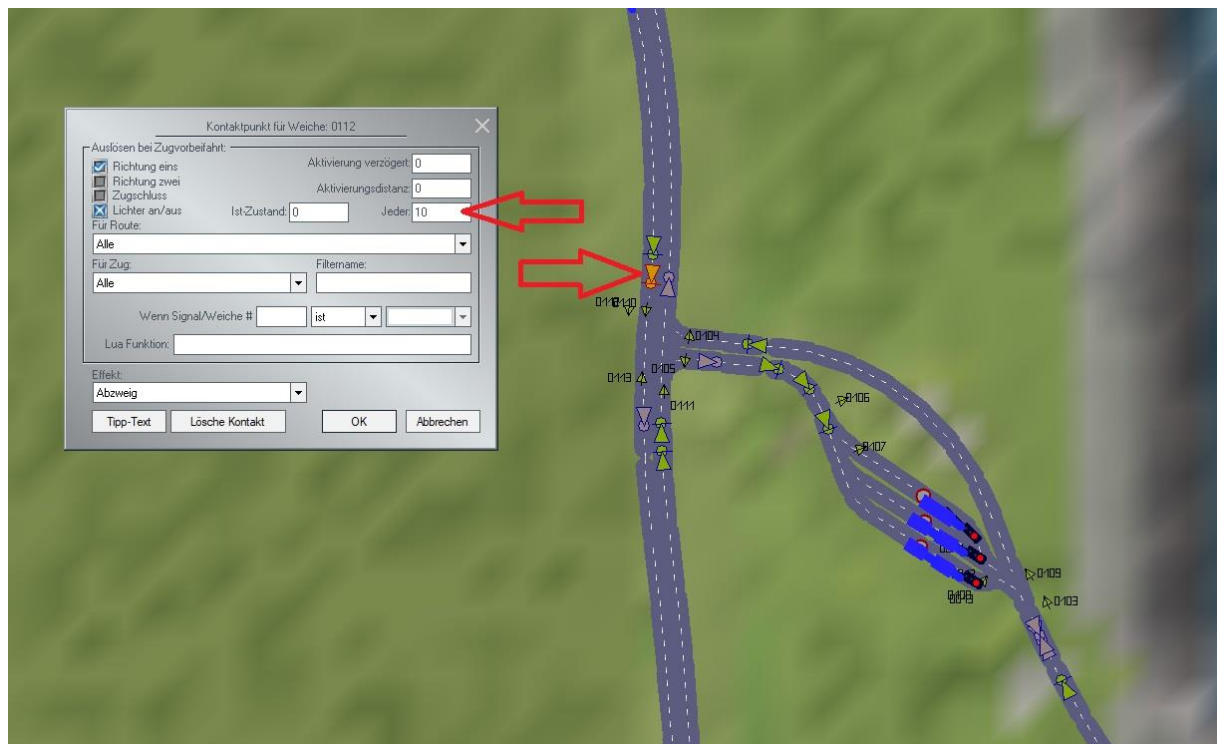 Kontaktpunkt für Weiche: 0112
Auslösen bei Zugvorbeifahrt:
Richtung eins
Aktivierung verzögert: 0
Richtung zwei
Aktivierungsdistanz: 0
Zugschluss
Lichter an/aus
Ist-Zustand: 0
Jeder: 10
Für Route:
Alle
Für Zug:
Filtername:
Alle
Wenn Signal/Weiche #
ist
Lua Funktion:
Effekt:
Abzweig
Tipp-Text
Lösche Kontakt
OK
Abbrechen
0104
0105
0113
0111
0106
0107
0109
0103